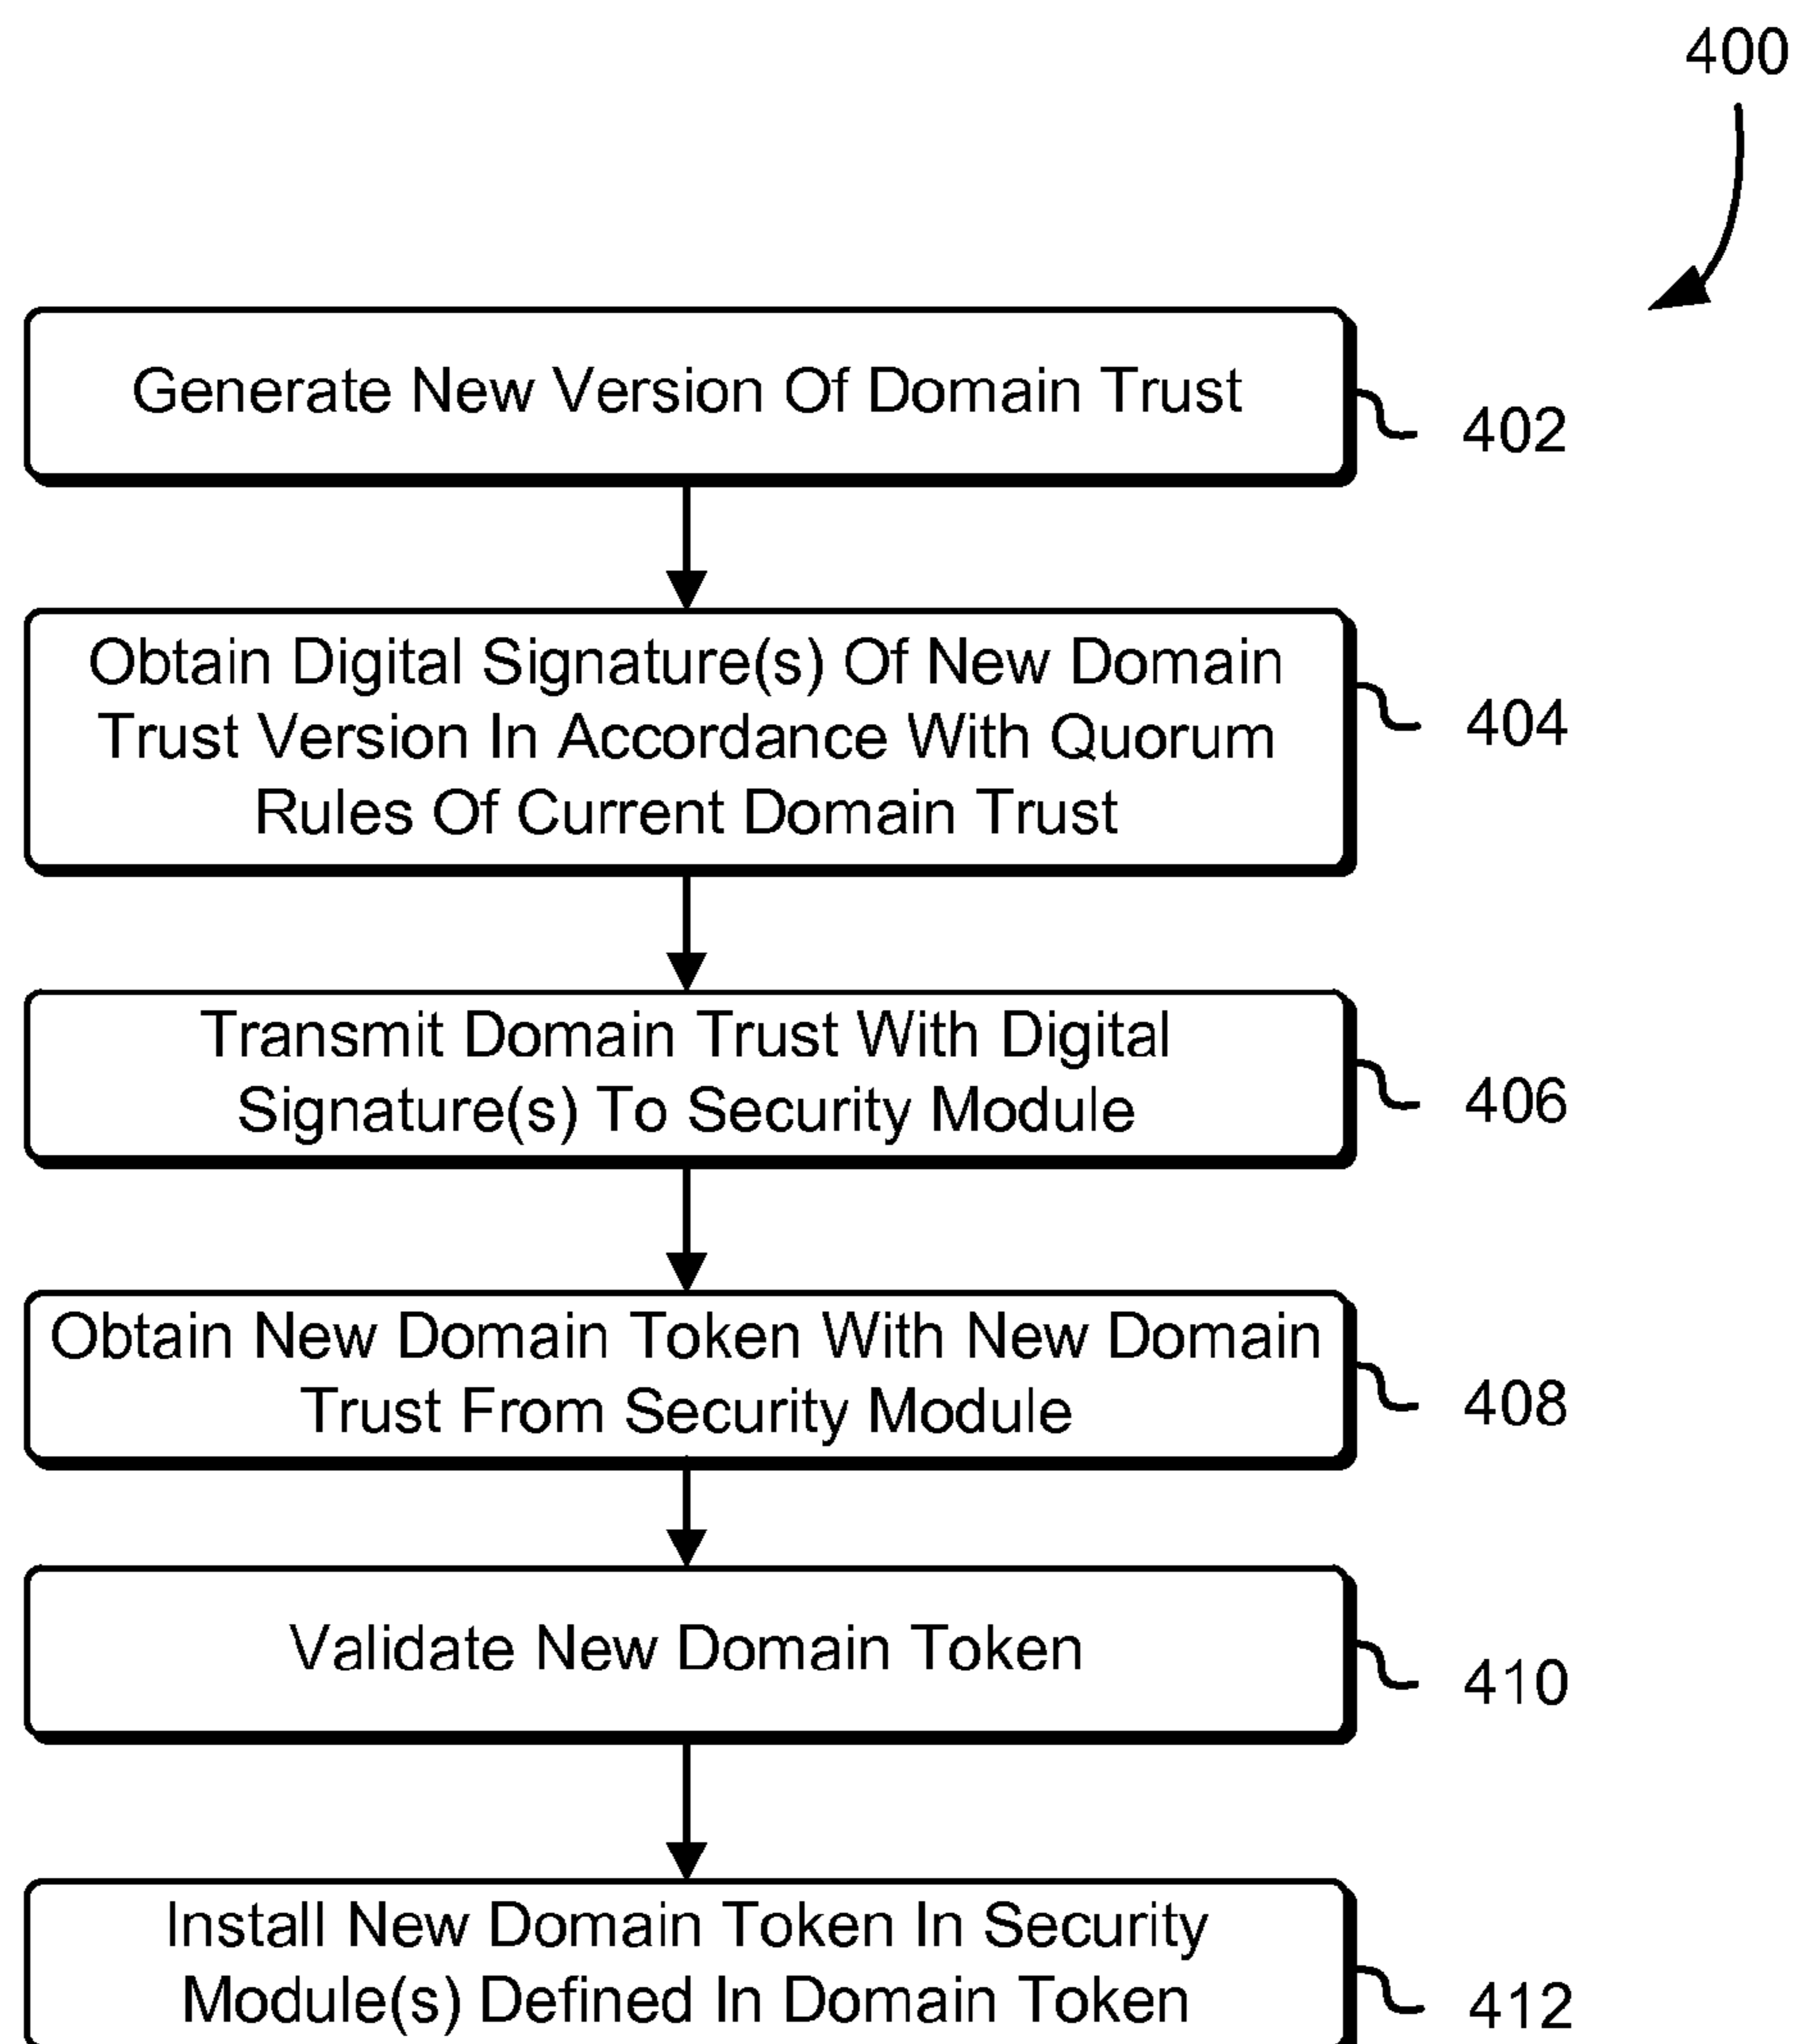 400
Generate New Version Of Domain Trust
402
Obtain Digital Signature(s) Of New Domain
Trust Version In Accordance With Quorum
Rules Of Current Domain Trust
404
Transmit Domain Trust With Digital
Signature(s) To Security Module
406
Obtain New Domain Token With New Domain
Trust From Security Module
408
Validate New Domain Token
410
Install New Domain Token In Security
Module(s) Defined In Domain Token
412